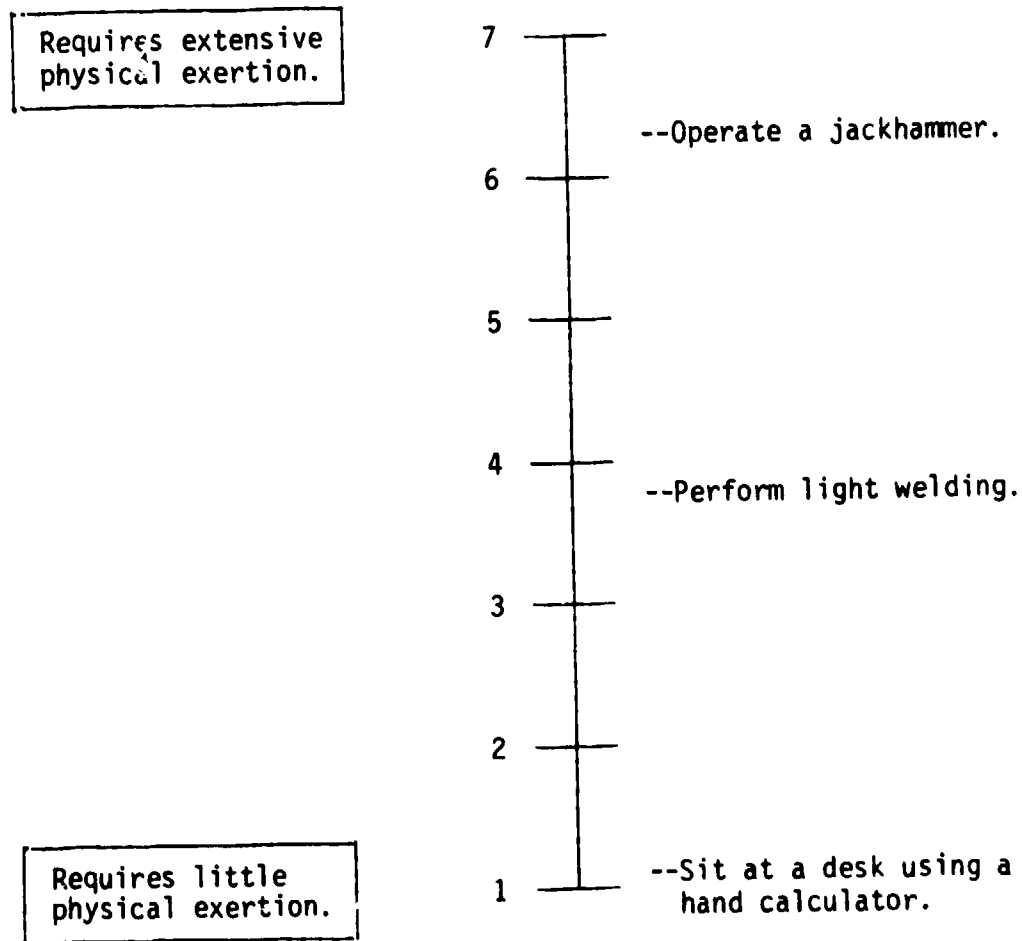 Requires extensive
physical exertion.
7
--Operate a jackhammer.
6
5
4
--Perform light welding.
3
2
Requires little
physical exertion.
1
--Sit at a desk using a
hand calculator.